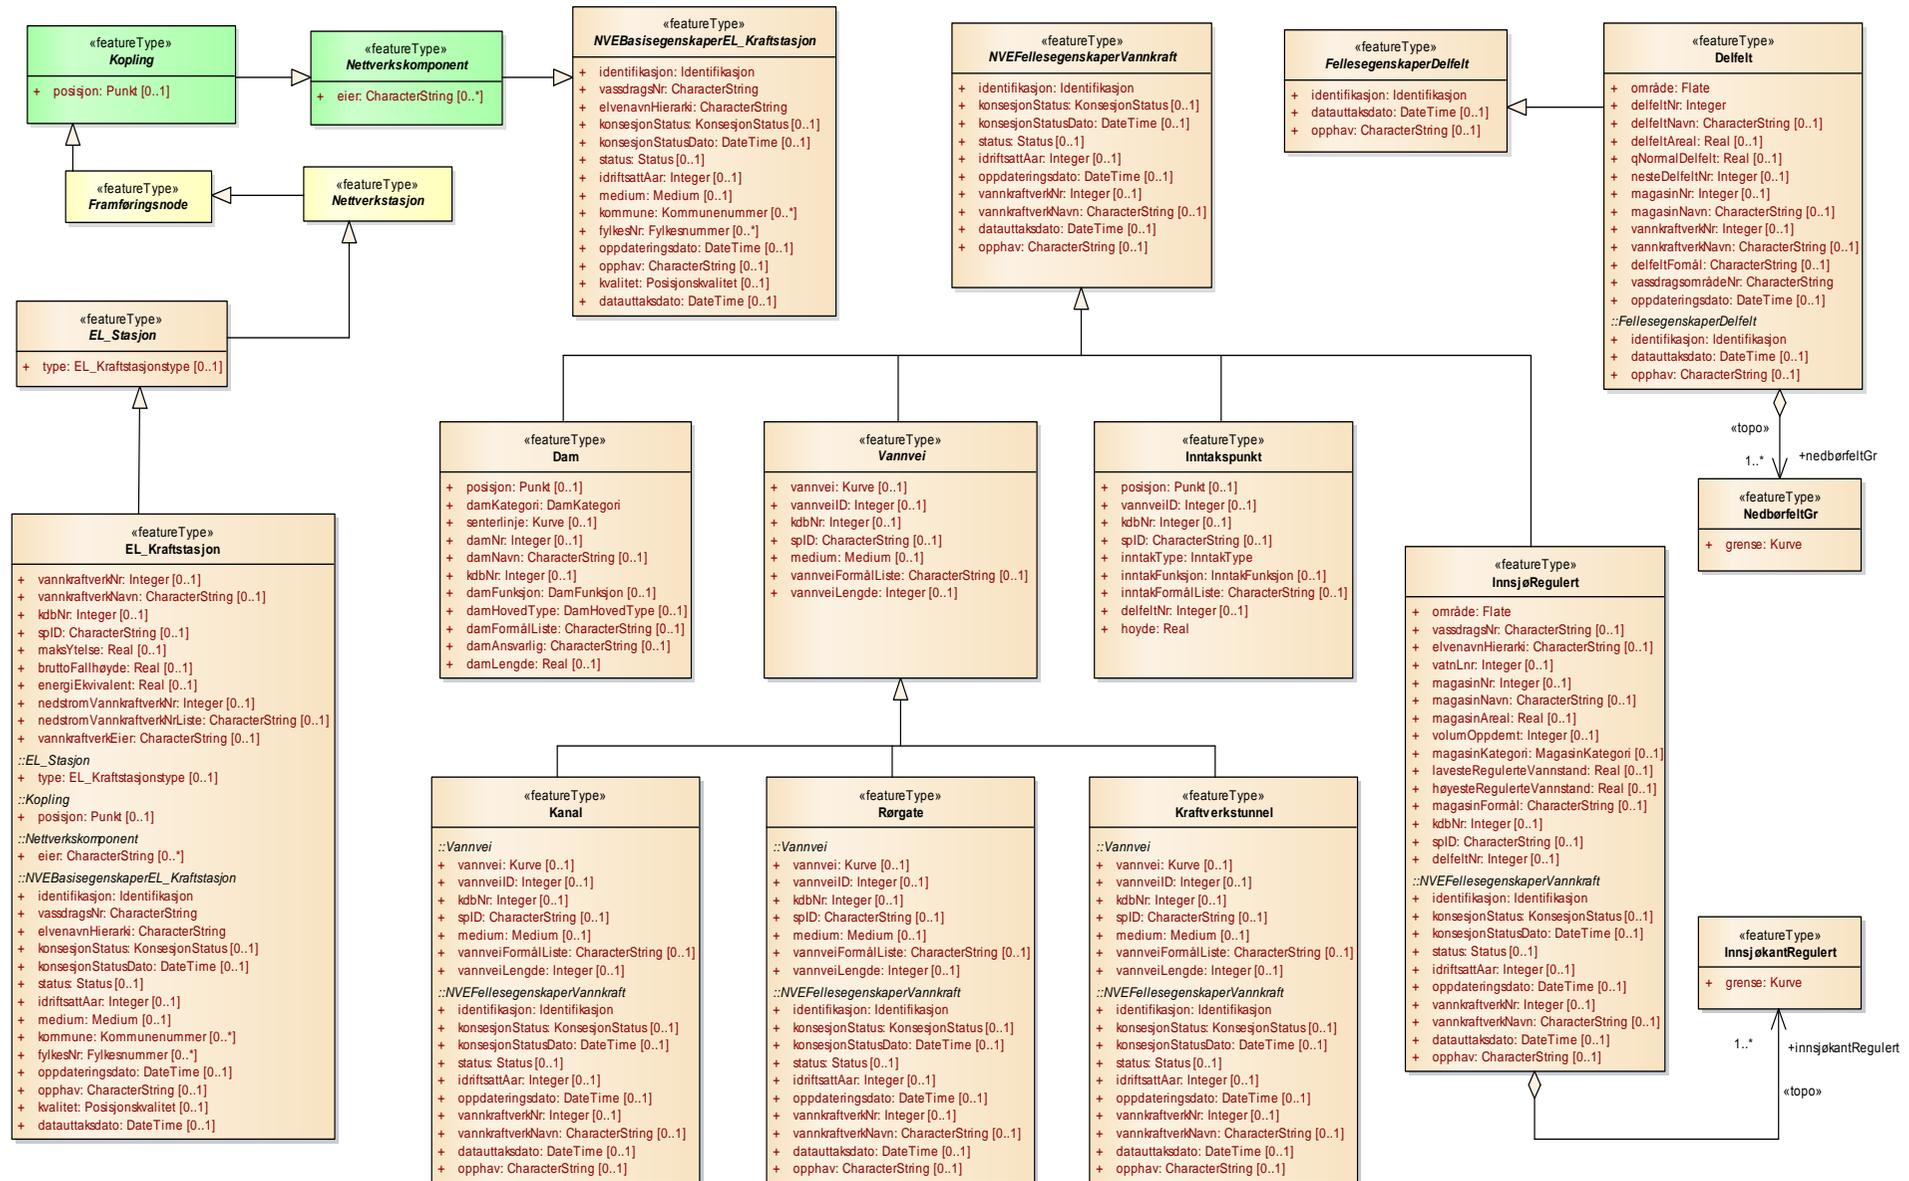 «featureType»
Kopling
+ posisjon: Punkt [0..1]
«featureType»
Nettverkskomponent
+ eier: CharacterString [0..*]
«featureType»
NVEBasisegenskaperEL_Kraftstasjon
+ identifikasjon: Identifikasjon
+ vassdragsNr: CharacterString
+ elvenavnHierarki: CharacterString
+ konsesjonStatus: KonsesjonStatus [0..1]
+ konsesjonStatusDato: DateTime [0..1]
+ status: Status [0..1]
+ idriftsattAar: Integer [0..1]
+ medium: Medium [0..1]
+ kommune: Kommunenummer [0..*]
+ fylkesNr: Fylkesnummer [0..*]
+ oppdateringsdato: DateTime [0..1]
+ opphav: CharacterString [0..1]
+ kvalitet: Posisjonskvalitet [0..1]
+ datauttaksdato: DateTime [0..1]
«featureType»
NVEFellesegenskaperVannkraft
+ identifikasjon: Identifikasjon
+ konsesjonStatus: KonsesjonStatus [0..1]
+ konsesjonStatusDato: DateTime [0..1]
+ status: Status [0..1]
+ idriftsattAar: Integer [0..1]
+ oppdateringsdato: DateTime [0..1]
+ vannkraftverkNr: Integer [0..1]
+ vannkraftverkNavn: CharacterString [0..1]
+ datauttaksdato: DateTime [0..1]
+ opphav: CharacterString [0..1]
«featureType»
FellesegenskaperDelfelt
+ identifikasjon: Identifikasjon
+ datauttaksdato: DateTime [0..1]
+ opphav: CharacterString [0..1]
«featureType»
Delfelt
+ område: Flate
+ delfeltNr: Integer
+ delfeltNavn: CharacterString [0..1]
+ delfeltAreal: Real [0..1]
+ qNormalDelfelt: Real [0..1]
+ nesteDelfeltNr: Integer [0..1]
+ magasinNr: Integer [0..1]
+ magasinNavn: CharacterString [0..1]
+ vannkraftverkNr: Integer [0..1]
+ vannkraftverkNavn: CharacterString [0..1]
+ delfeltFomål: CharacterString [0..1]
+ vassdragsområdeNr: CharacterString
+ oppdateringsdato: DateTime [0..1]
::FellesegenskaperDelfelt
+ identifikasjon: Identifikasjon
+ datauttaksdato: DateTime [0..1]
+ opphav: CharacterString [0..1]
«featureType»
Framføringsnode
«featureType»
Nettverkstasjon
«featureType»
EL_Stasjon
+ type: EL_Kraftstasjonstype [0..1]
«featureType»
EL_Kraftstasjon
+ vannkraftverkNr: Integer [0..1]
+ vannkraftverkNavn: CharacterString [0..1]
+ kdbNr: Integer [0..1]
+ spID: CharacterString [0..1]
+ maksYtelse: Real [0..1]
+ bruttoFallhøyde: Real [0..1]
+ energiEkvivalent: Real [0..1]
+ nedstromVannkraftverkNr: Integer [0..1]
+ nedstromVannkraftverkNrListe: CharacterString [0..1]
+ vannkraftverkEier: CharacterString [0..1]
::EL_Stasjon
+ type: EL_Kraftstasjonstype [0..1]
::Kopling
+ posisjon: Punkt [0..1]
::Nettverkskomponent
+ eier: CharacterString [0..*]
::NVEBasisegenskaperEL_Kraftstasjon
+ identifikasjon: Identifikasjon
+ vassdragsNr: CharacterString
+ elvenavnHierarki: CharacterString
+ konsesjonStatus: KonsesjonStatus [0..1]
+ konsesjonStatusDato: DateTime [0..1]
+ status: Status [0..1]
+ idriftsattAar: Integer [0..1]
+ medium: Medium [0..1]
+ kommune: Kommunenummer [0..*]
+ fylkesNr: Fylkesnummer [0..*]
+ oppdateringsdato: DateTime [0..1]
+ opphav: CharacterString [0..1]
+ kvalitet: Posisjonskvalitet [0..1]
+ datauttaksdato: DateTime [0..1]
«featureType»
Dam
+ posisjon: Punkt [0..1]
+ damKategori: DamKategori
+ senterlinje: Kurve [0..1]
+ damNr: Integer [0..1]
+ damNavn: CharacterString [0..1]
+ kdbNr: Integer [0..1]
+ damFunksjon: DamFunksjon [0..1]
+ damHovedType: DamHovedType [0..1]
+ damFormålListe: CharacterString [0..1]
+ damAnsvarlig: CharacterString [0..1]
+ damLengde: Real [0..1]
«featureType»
Vannvei
+ vannvei: Kurve [0..1]
+ vannveiID: Integer [0..1]
+ kdbNr: Integer [0..1]
+ spID: CharacterString [0..1]
+ medium: Medium [0..1]
+ vannveiFormålListe: CharacterString [0..1]
+ vannveiLengde: Integer [0..1]
«featureType»
Inntakspunkt
+ posisjon: Punkt [0..1]
+ vannveiID: Integer [0..1]
+ kdbNr: Integer [0..1]
+ spID: CharacterString [0..1]
+ inntakType: InntakType
+ inntakFunksjon: InntakFunksjon [0..1]
+ inntakFormålListe: CharacterString [0..1]
+ delfeltNr: Integer [0..1]
+ hoyde: Real
«topo»
1..*
+nedbørfeltGr
«featureType»
NedbørfeltGr
+ grense: Kurve
«featureType»
InnsjøRegulert
+ område: Flate
+ vassdragsNr: CharacterString [0..1]
+ elvenavnHierarki: CharacterString [0..1]
+ vatnLnr: Integer [0..1]
+ magasinNr: Integer [0..1]
+ magasinNavn: CharacterString [0..1]
+ magasinAreal: Real [0..1]
+ volumOppdemt: Integer [0..1]
+ magasinKategori: MagasinKategori [0..1]
+ lavesteRegulerteVannstand: Real [0..1]
+ høyesteRegulerteVannstand: Real [0..1]
+ magasinFormål: CharacterString [0..1]
+ kdbNr: Integer [0..1]
+ spID: CharacterString [0..1]
+ delfeltNr: Integer [0..1]
::NVEFellesegenskaperVannkraft
+ identifikasjon: Identifikasjon
+ konsesjonStatus: KonsesjonStatus [0..1]
+ konsesjonStatusDato: DateTime [0..1]
+ status: Status [0..1]
+ idriftsattAar: Integer [0..1]
+ oppdateringsdato: DateTime [0..1]
+ vannkraftverkNr: Integer [0..1]
+ vannkraftverkNavn: CharacterString [0..1]
+ datauttaksdato: DateTime [0..1]
+ opphav: CharacterString [0..1]
«featureType»
Kanal
::Vannvei
+ vannvei: Kurve [0..1]
+ vannveiID: Integer [0..1]
+ kdbNr: Integer [0..1]
+ spID: CharacterString [0..1]
+ medium: Medium [0..1]
+ vannveiFormålListe: CharacterString [0..1]
+ vannveiLengde: Integer [0..1]
::NVEFellesegenskaperVannkraft
+ identifikasjon: Identifikasjon
+ konsesjonStatus: KonsesjonStatus [0..1]
+ konsesjonStatusDato: DateTime [0..1]
+ status: Status [0..1]
+ idriftsattAar: Integer [0..1]
+ oppdateringsdato: DateTime [0..1]
+ vannkraftverkNr: Integer [0..1]
+ vannkraftverkNavn: CharacterString [0..1]
+ datauttaksdato: DateTime [0..1]
+ opphav: CharacterString [0..1]
«featureType»
Rørgate
::Vannvei
+ vannvei: Kurve [0..1]
+ vannveiID: Integer [0..1]
+ kdbNr: Integer [0..1]
+ spID: CharacterString [0..1]
+ medium: Medium [0..1]
+ vannveiFormålListe: CharacterString [0..1]
+ vannveiLengde: Integer [0..1]
::NVEFellesegenskaperVannkraft
+ identifikasjon: Identifikasjon
+ konsesjonStatus: KonsesjonStatus [0..1]
+ konsesjonStatusDato: DateTime [0..1]
+ status: Status [0..1]
+ idriftsattAar: Integer [0..1]
+ oppdateringsdato: DateTime [0..1]
+ vannkraftverkNr: Integer [0..1]
+ vannkraftverkNavn: CharacterString [0..1]
+ datauttaksdato: DateTime [0..1]
+ opphav: CharacterString [0..1]
«featureType»
Kraftverkstunnel
::Vannvei
+ vannvei: Kurve [0..1]
+ vannveiID: Integer [0..1]
+ kdbNr: Integer [0..1]
+ spID: CharacterString [0..1]
+ medium: Medium [0..1]
+ vannveiFormålListe: CharacterString [0..1]
+ vannveiLengde: Integer [0..1]
::NVEFellesegenskaperVannkraft
+ identifikasjon: Identifikasjon
+ konsesjonStatus: KonsesjonStatus [0..1]
+ konsesjonStatusDato: DateTime [0..1]
+ status: Status [0..1]
+ idriftsattAar: Integer [0..1]
+ oppdateringsdato: DateTime [0..1]
+ vannkraftverkNr: Integer [0..1]
+ vannkraftverkNavn: CharacterString [0..1]
+ datauttaksdato: DateTime [0..1]
+ opphav: CharacterString [0..1]
«featureType»
InnsjøkantRegulert
+ grense: Kurve
1..*
+innsjøkantRegulert
«topo»